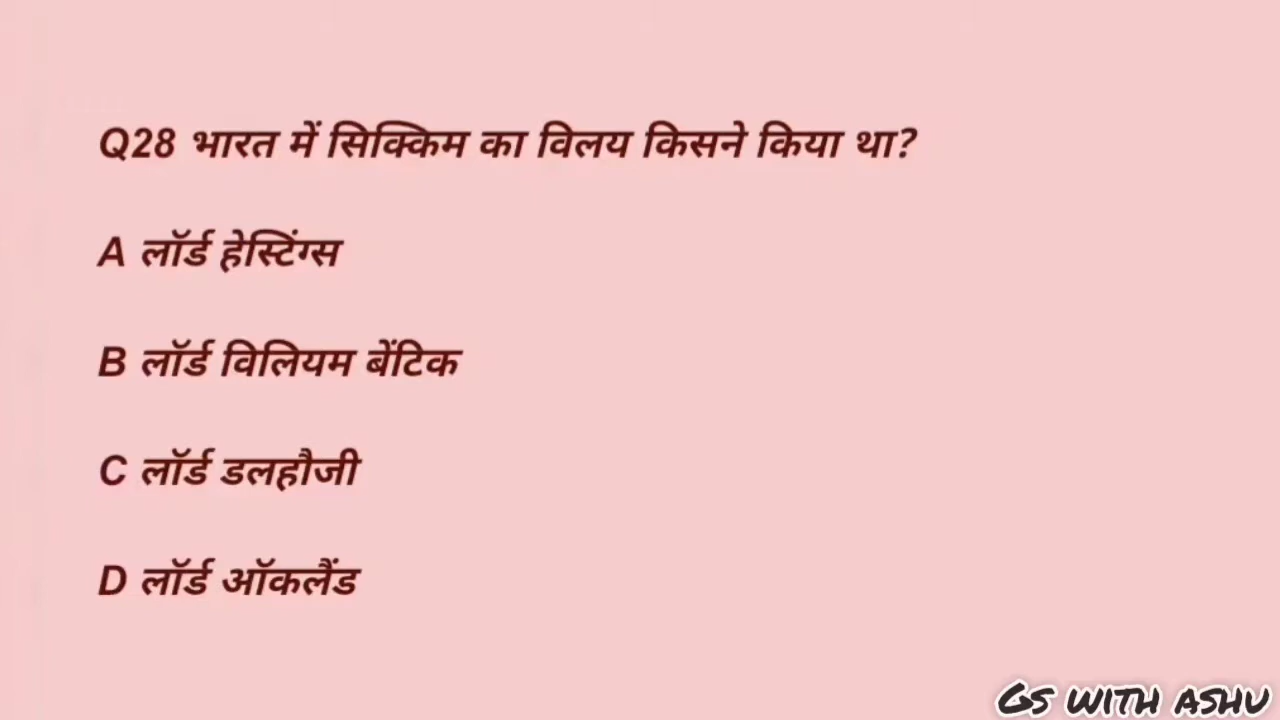 Q28 भारत में सिक्किम का विलय किसने किया था?
A लॉर्ड हेस्टिंग्स
B लॉर्ड विलियम बेंटिक
C लॉर्ड डलहौजी
D लॉर्ड ऑकलैंड
GS WITH ASHU